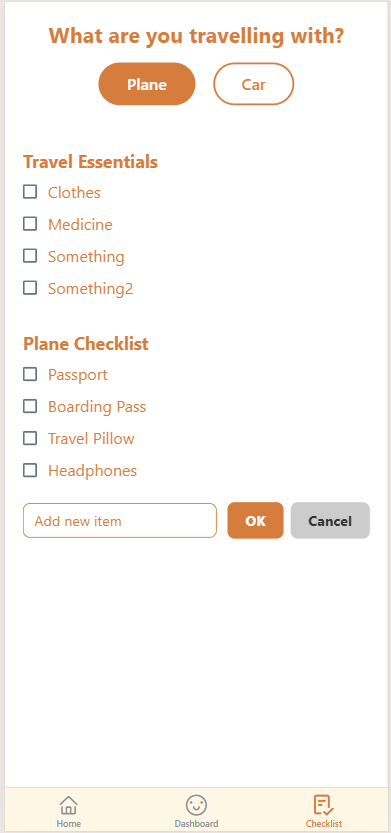 What are you travelling with?
Plane Car
Travel Essentials
Clothes
Medicine
Something
Something2
Plane Checklist
Passport
Boarding Pass
Travel Pillow
Headphones
Add new item OK Cancel
Home Dashboard Checklist